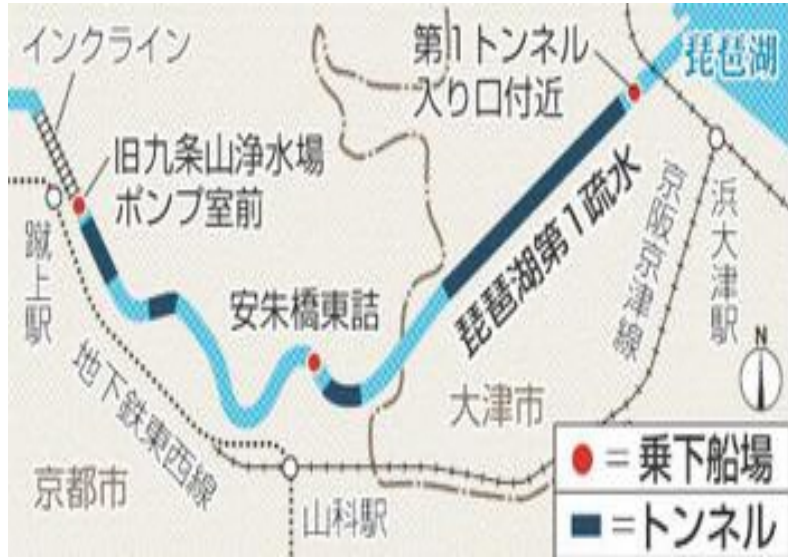 インクライン
第1トンネル
入り口付近
琵琶湖
旧九条山浄水場
ポンプ室前
蹴上駅
安朱橋東詰
琵琶湖第1疏水
京阪京津線
浜大津駅
地下鉄東西線
大津市
N
京都市
山科駅
●=乗下船場
■=トンネル